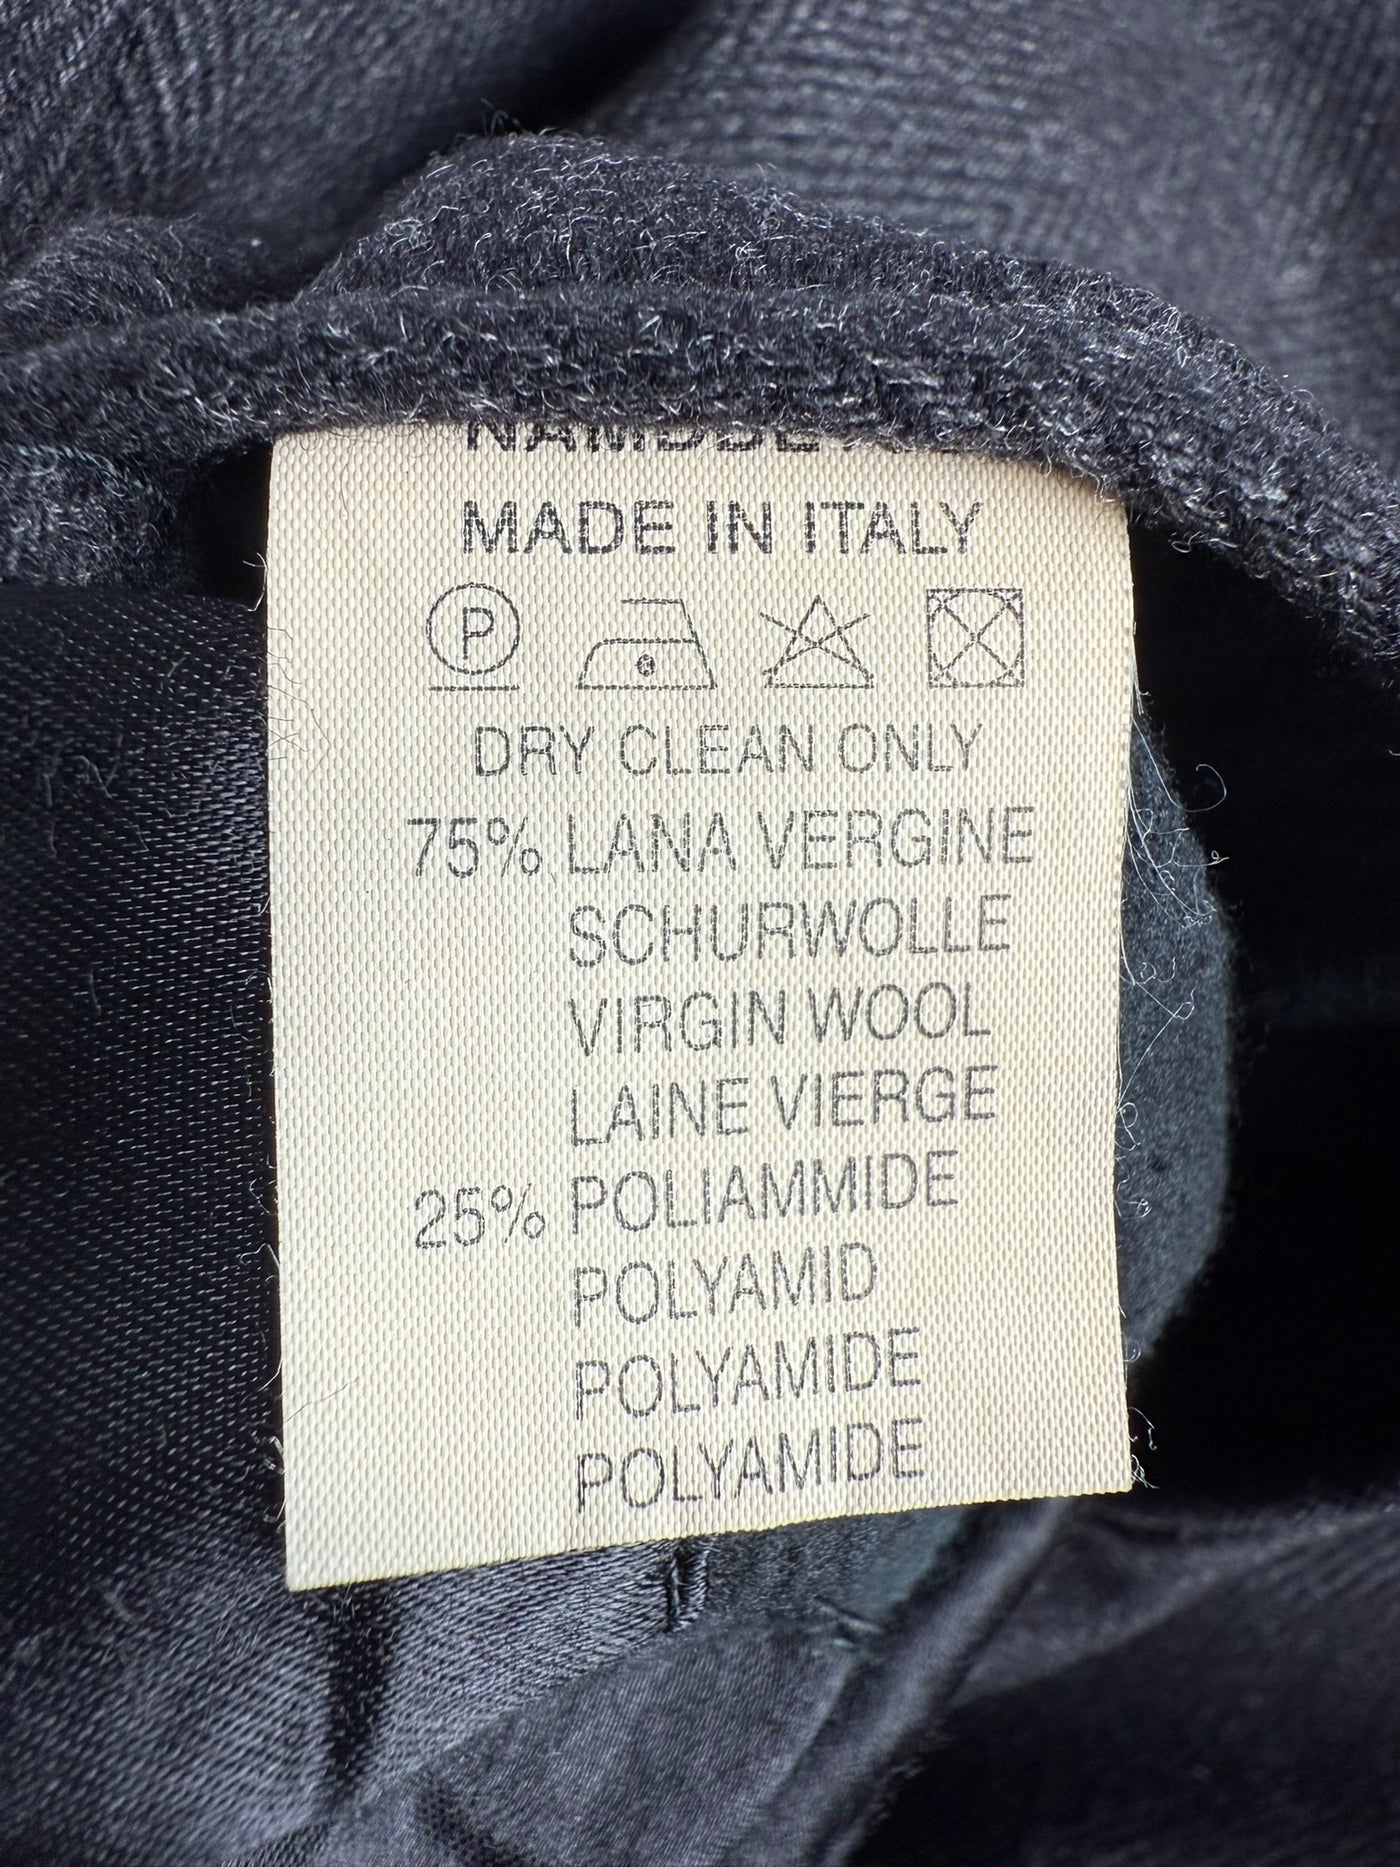 MADE IN ITALY
P
DRY CLEAN ONLY
75% LANA VERGINE
SCHURWOLLE
VIRGIN WOOL
LAINE VIERGE
25% POLIAMMIDE
POLYAMID
POLYAMIDE
POLYAMIDE